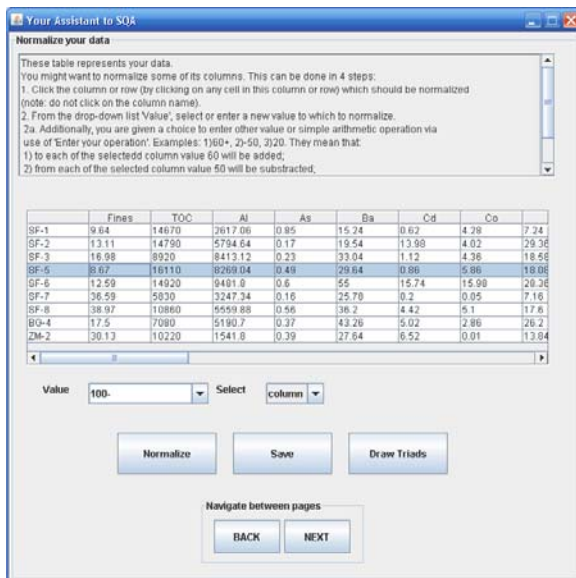 Your Assistant to SQA
Normalize your data
These table represents your data.
You might want to normalize some of its columns. This can be done in 4 steps:
1. Click the column or row (by clicking on any cell in this column or row) which should be normalized
(note: do not click on the column name).
2. From the drop-down list 'Value', select or enter a new value to which to normalize.
2a. Additionally, you are given a choice to enter other value or simple arithmetic operation via
use of 'Enter your operation'. Examples: 1)60+, 2)-50, 3)20. They mean that:
1) to each of the selectedd column value 60 will be added;
2) from each of the selected column value 50 will be substracted;
Fines TOC Al As Ba Cd Co
SF-1 9.64 14670 2617.06 0.85 15.24 0.62 4.28 7.24
SF-2 13.11 14790 5794.64 0.17 19.54 13.98 4.02 29.36
SF-3 16.98 8920 8413.12 0.23 33.04 1.12 4.36 18.58
SF-5 8.67 16110 8269.04 0.49 29.64 0.86 5.86 18.08
SF-6 12.59 14920 9481.8 0.6 55 15.74 15.98 28.36
SF-7 36.59 5830 3247.34 0.16 25.78 0.2 0.05 7.16
SF-8 38.97 10860 5559.88 0.56 36.2 4.42 5.1 17.6
BG-4 17.5 7080 5190.7 0.37 43.26 5.02 2.86 26.2
ZM-2 30.13 10220 1541.8 0.39 27.64 6.52 0.01 13.84
Value 100- Select column
Normalize Save Draw Triads
Navigate between pages
BACK NEXT